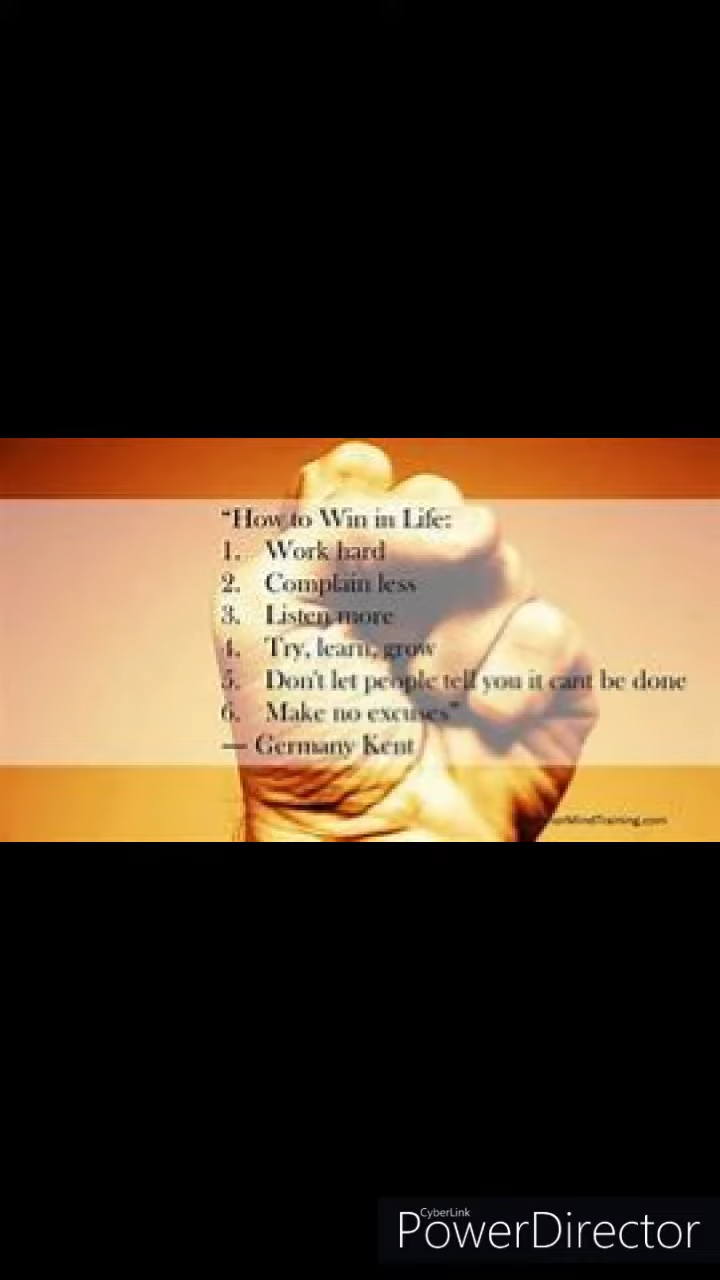 “How to Win in Life:
1. Work hard
2. Complain less
3. Listen more
4. Try, learn, grow
5. Don't let people tell you it cant be done
6. Make no excuses”
— Germany Kent
CyberLink
PowerDirector